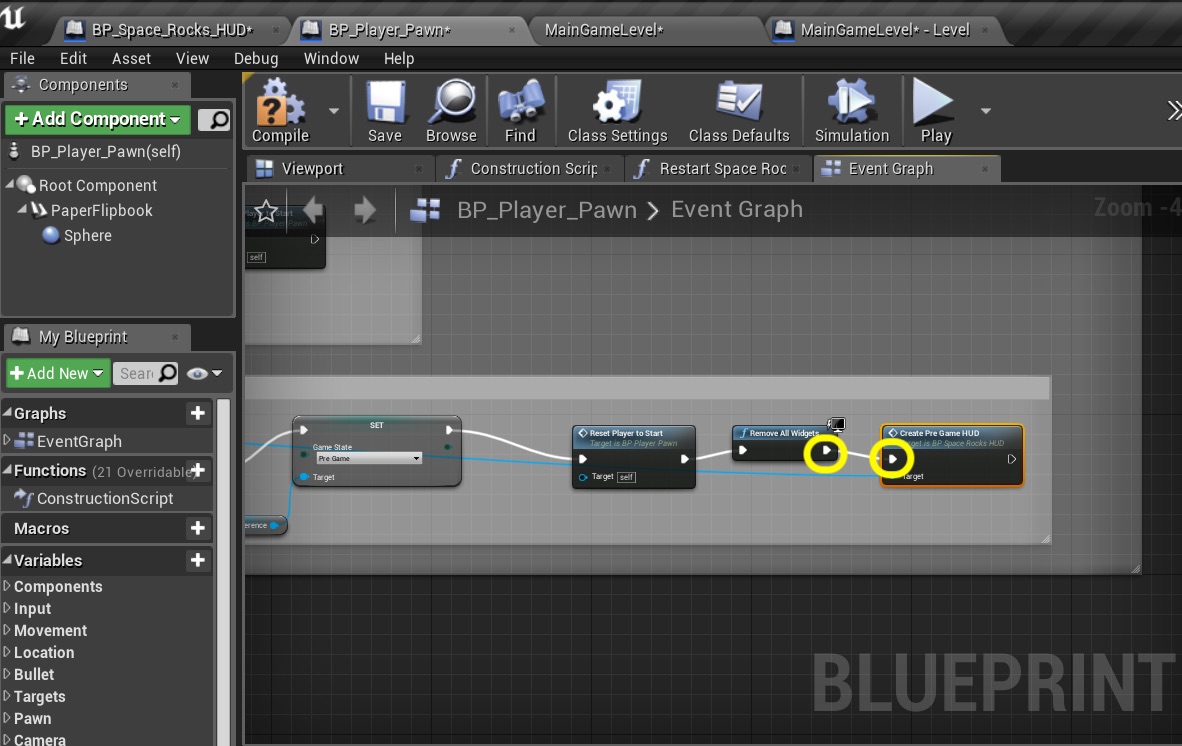 BP_Space_Rocks_HUD*
BP_Player_Pawn*
MainGameLevel*
MainGameLevel* - Level
File Edit Asset View Debug Window Help
Components
+ Add Component
Compile Save Browse Find Class Settings Class Defaults Simulation Play
BP_Player_Pawn(self)
Viewport Construction Scrip Restart Space Roc Event Graph
Root Component
PaperFlipbook
Sphere
BP_Player_Pawn > Event Graph
Zoom -4
self
My Blueprint
+ Add New
Sear
Graphs
EventGraph
Functions (21 Overridable)
ConstructionScript
Macros
Variables
Components
Input
Movement
Location
Bullet
Targets
Pawn
Camera
SET
Game State
Pre Game
Target
erence
Reset Player to Start
Target is BP Player Pawn
Target self
Remove All Widgets
Create Pre Game HUD
Target is BP Space Rocks HUD
Target
BLUEPRINT